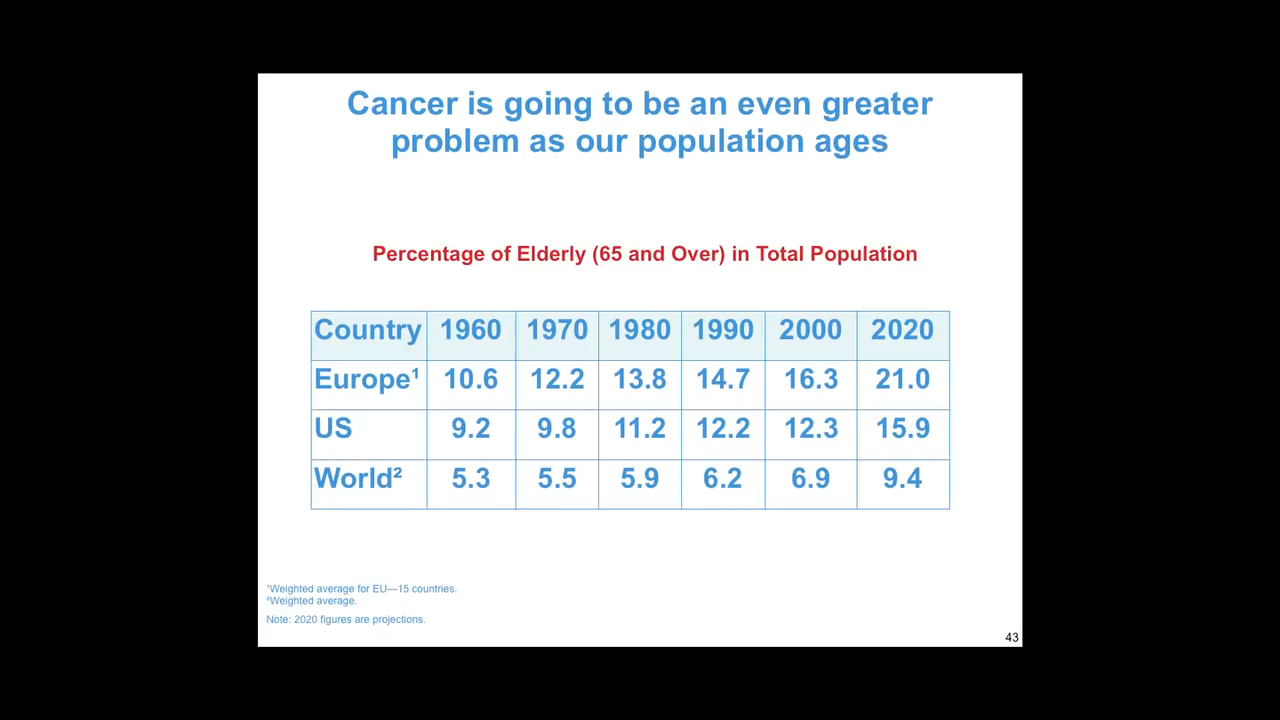 Cancer is going to be an even greater
problem as our population ages
Percentage of Elderly (65 and Over) in Total Population
Country 1960 1970 1980 1990 2000 2020
Europe¹ 10.6 12.2 13.8 14.7 16.3 21.0
US 9.2 9.8 11.2 12.2 12.3 15.9
World² 5.3 5.5 5.9 6.2 6.9 9.4
¹Weighted average for EU—15 countries.
²Weighted average.
Note: 2020 figures are projections.
43